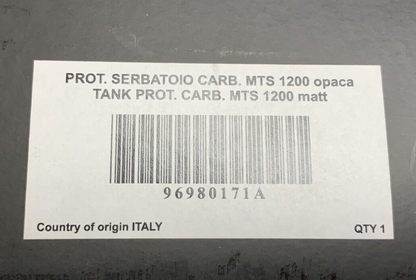 PROT. SERBATOIO CARB. MTS 1200 opaca
TANK PROT. CARB. MTS 1200 matt
96980171A
Country of origin ITALY
QTY 1